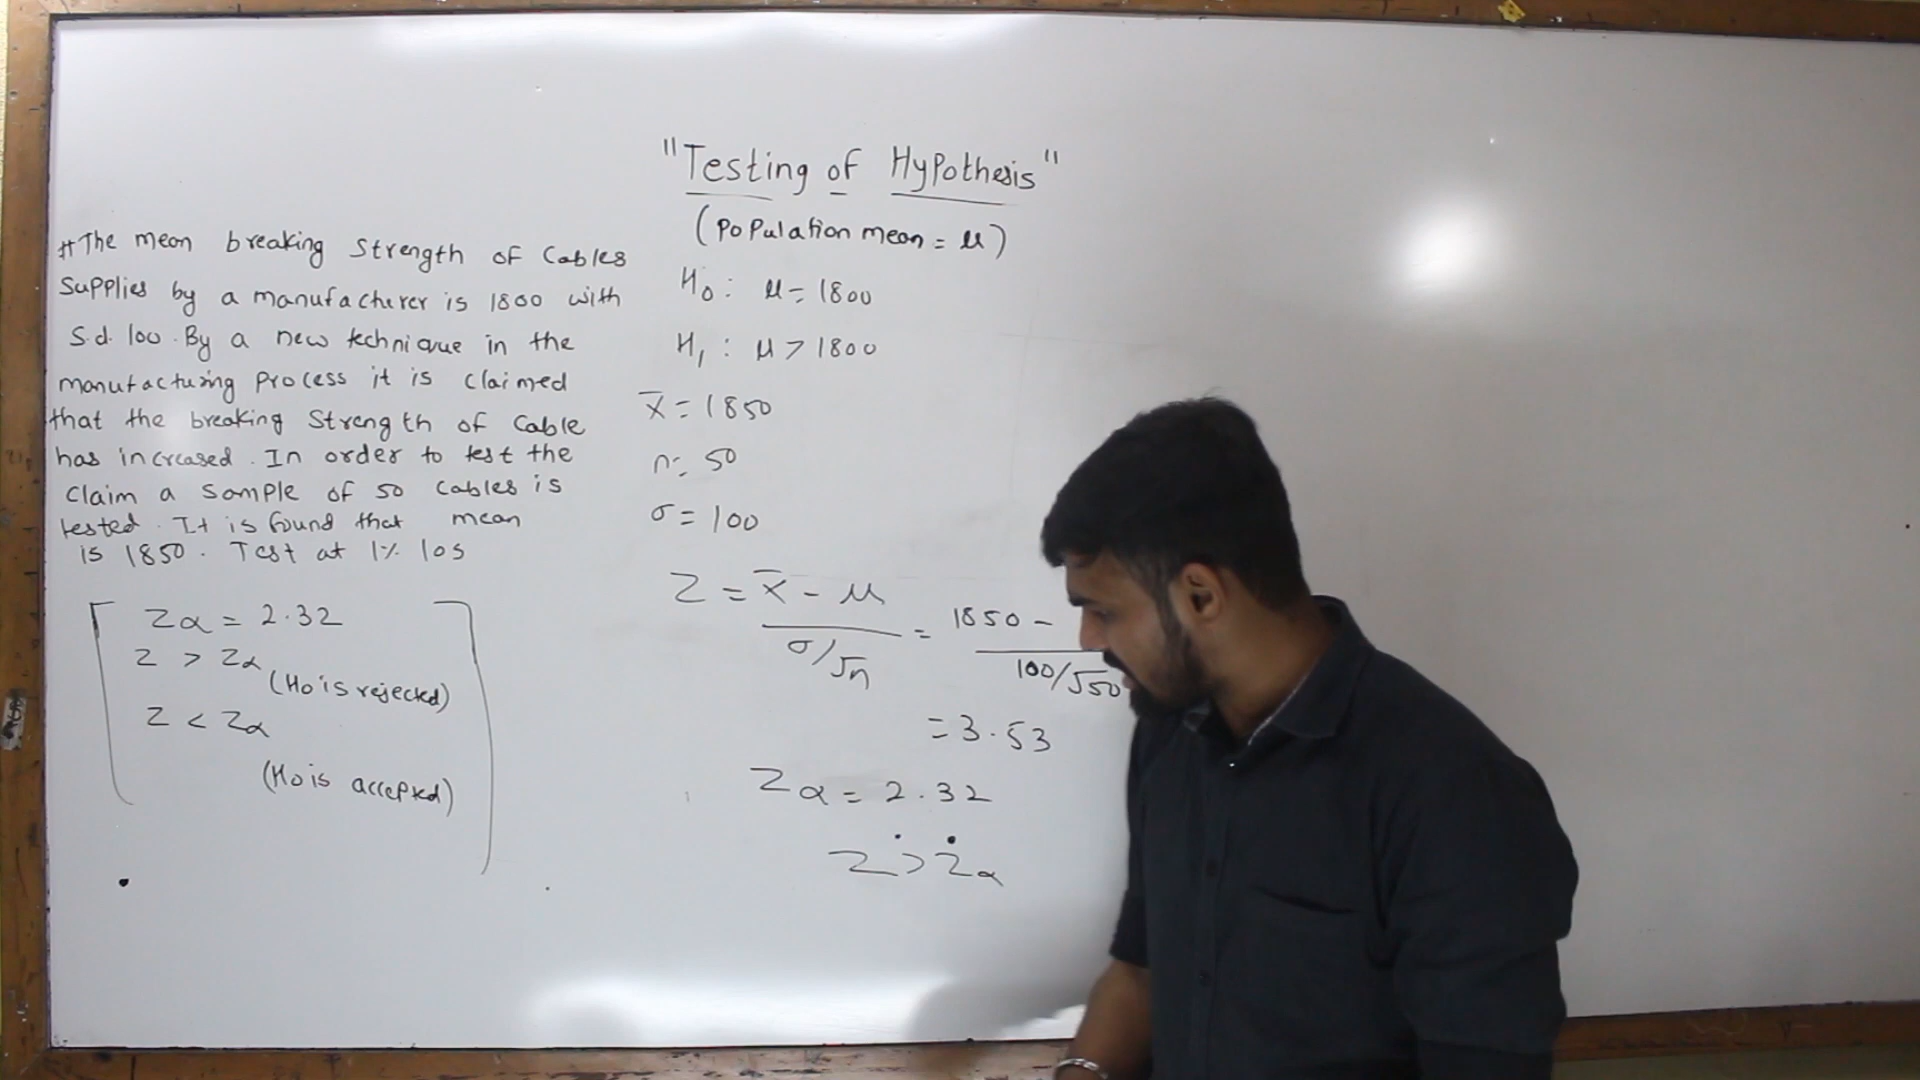 "Testing of Hypothesis"
(Population mean = μ)
# The mean breaking Strength of Cables
Supplies by a manufacturer is 1800 with
S.d. 100. By a new technique in the
manufacturing Process it is claimed
that the breaking Strength of Cable
has increased. In order to test the
Claim a Sample of 50 Cables is
tested. It is found that mean
is 1850. Test at 1% los
Zα = 2.32
Z > Zα
(Ho is rejected)
Z < Zα
(Ho is accepted)
H₀ : μ = 1800
H₁ : μ > 1800
x̄ = 1850
n = 50
σ = 100
Z = x̄ - μ / σ/√n = 1850 - / 100/√50
= 3.53
Zα = 2.32
Z > Zα